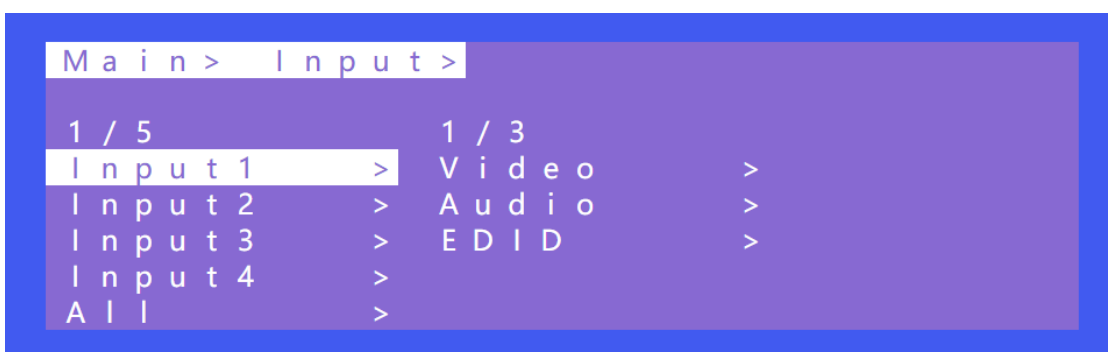 Main> Input>
1/5 1/3
Input1 > Video >
Input2 > Audio >
Input3 > EDID >
Input4 >
All >